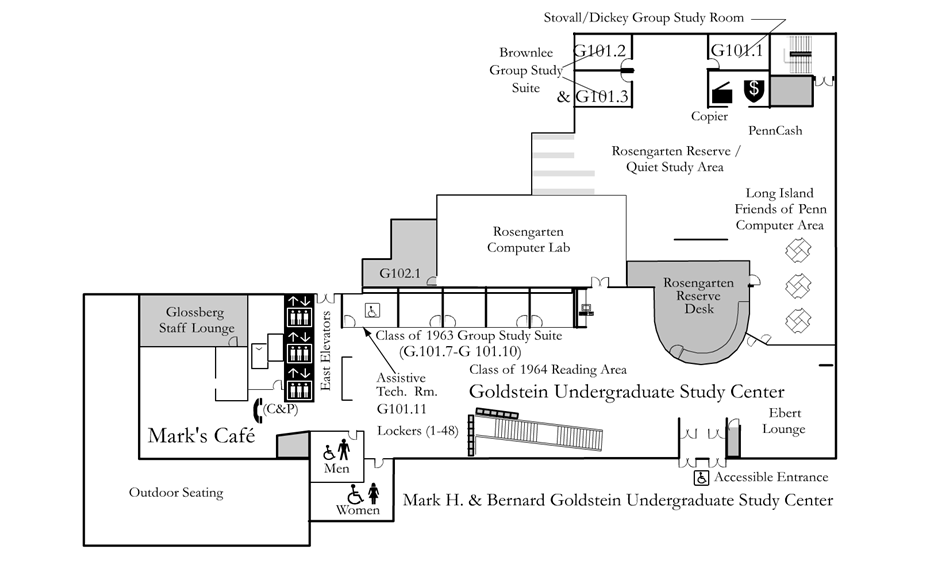 Stovall/Dickey Group Study Room
Brownlee
Group Study
Suite
G101.2
& G101.3
G101.1
$
Copier
PennCash
Rosengarten Reserve /
Quiet Study Area
Long Island
Friends of Penn
Computer Area
Rosengarten
Computer Lab
G102.1
Rosengarten
Reserve
Desk
Glossberg
Staff Lounge
East Elevators
Class of 1963 Group Study Suite
(G.101.7-G 101.10)
Class of 1964 Reading Area
Assistive
Tech. Rm.
G101.11
Goldstein Undergraduate Study Center
(C&P)
Mark's Café
Lockers (1-48)
Ebert
Lounge
Men
Women
Outdoor Seating
Accessible Entrance
Mark H. & Bernard Goldstein Undergraduate Study Center